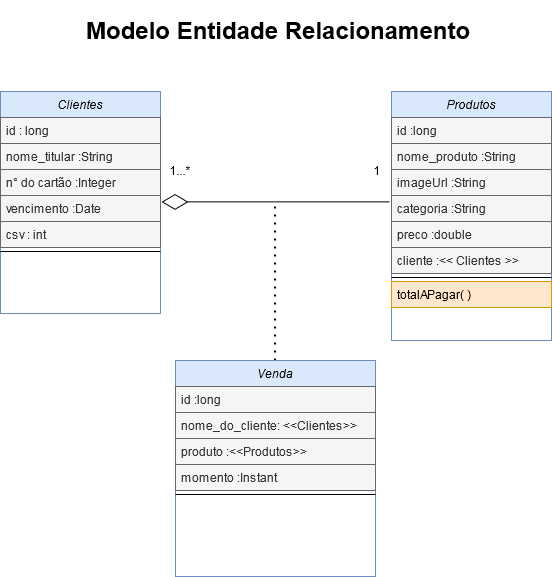 Modelo Entidade Relacionamento
Clientes
id : long
nome_titular :String
n° do cartão :Integer
vencimento :Date
csv : int
1...*
1
Produtos
id :long
nome_produto :String
imageUrl :String
categoria :String
preco :double
cliente :<< Clientes >>
totalAPagar( )
Venda
id :long
nome_do_cliente: <<Clientes>>
produto :<<Produtos>>
momento :Instant